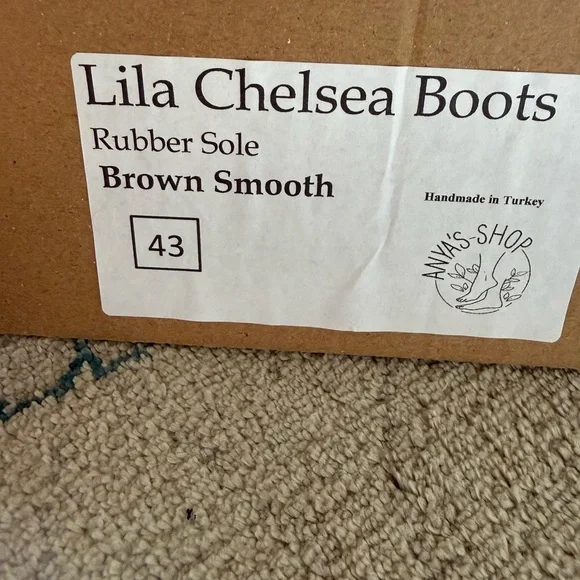 Lila Chelsea Boots
Rubber Sole
Brown Smooth
Handmade in Turkey
43
ANYA'S-SHOP